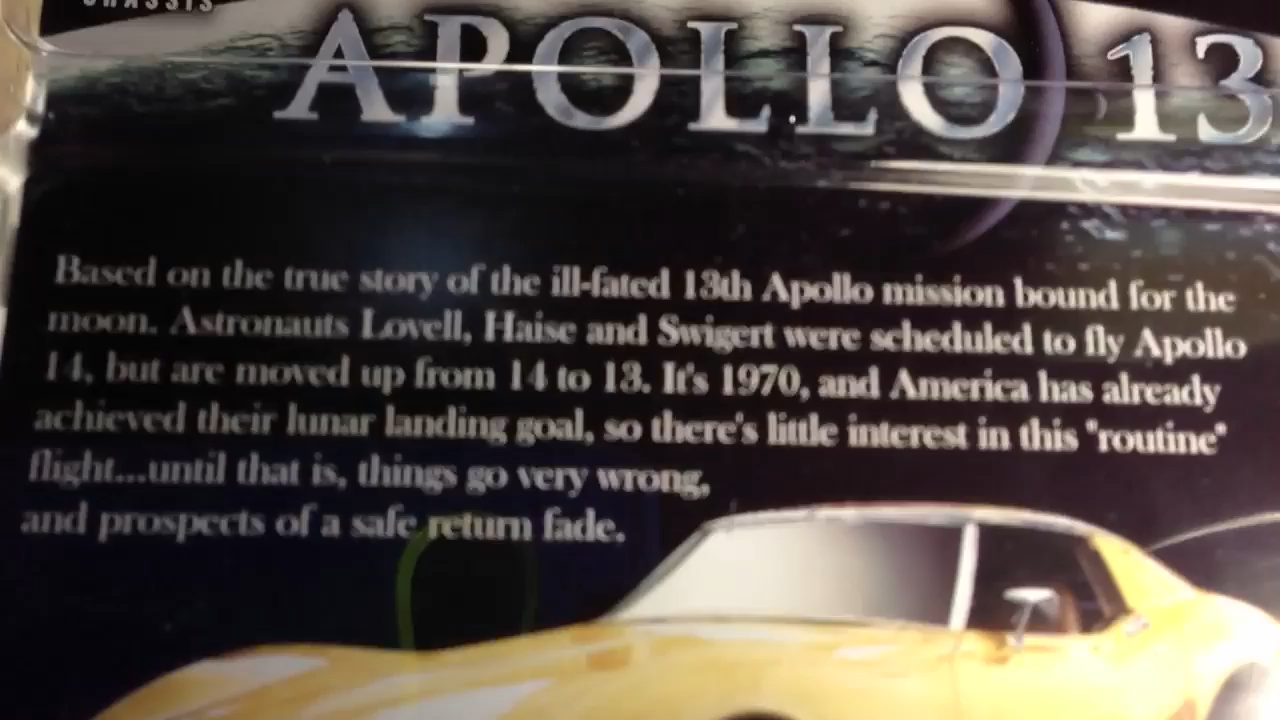 CHASSIS
APOLLO 13
Based on the true story of the ill-fated 13th Apollo mission bound for the
moon. Astronauts Lovell, Haise and Swigert were scheduled to fly Apollo
14, but are moved up from 14 to 13. It's 1970, and America has already
achieved their lunar landing goal, so there's little interest in this "routine"
flight...until that is, things go very wrong,
and prospects of a safe return fade.